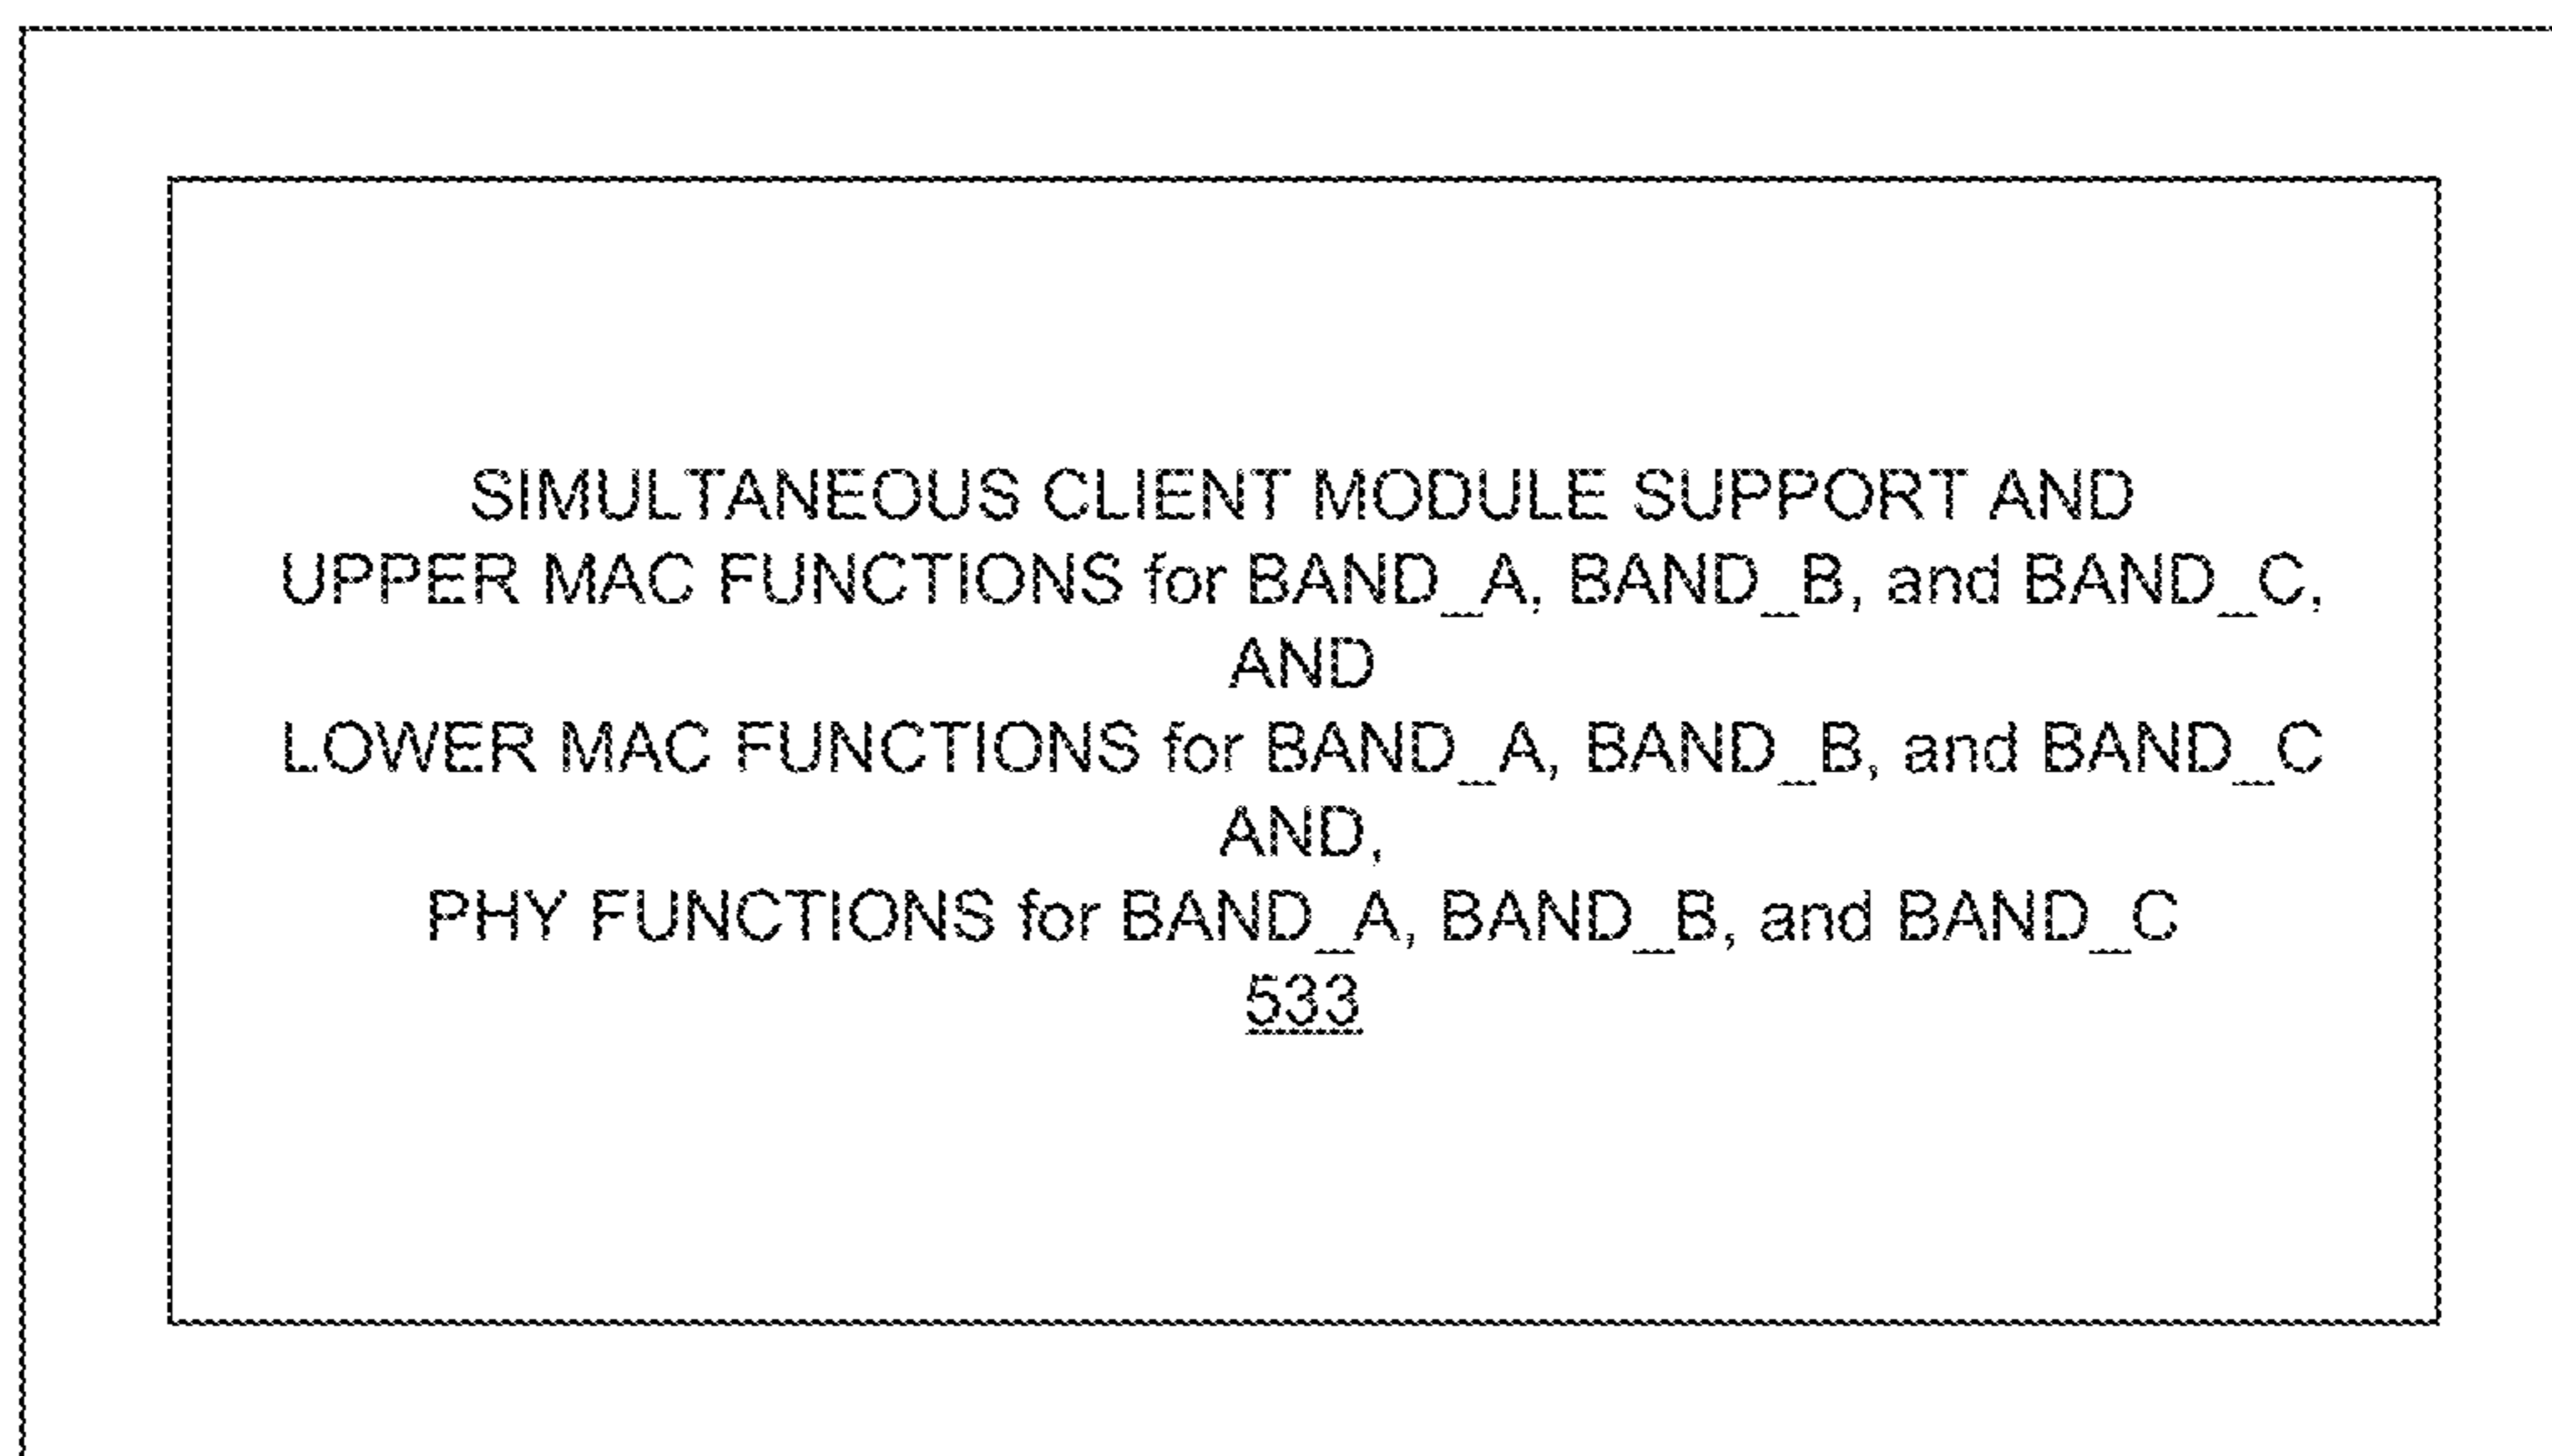 SIMULTANEOUS CLIENT MODULE SUPPORT AND
UPPER MAC FUNCTIONS for BAND_A, BAND_B, and BAND_C,
AND
LOWER MAC FUNCTIONS for BAND_A, BAND_B, and BAND_C
AND,
PHY FUNCTIONS for BAND_A, BAND_B, and BAND_C
533